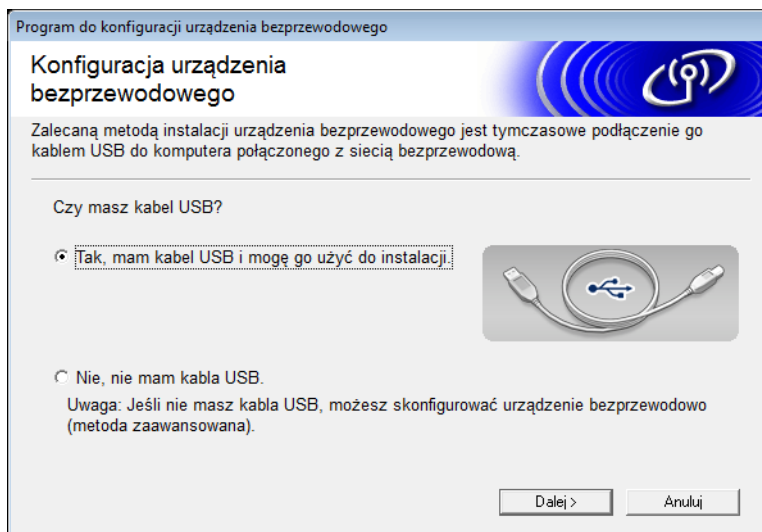 Program do konfiguracji urządzenia bezprzewodowego
Konfiguracja urządzenia
bezprzewodowego
Zalecaną metodą instalacji urządzenia bezprzewodowego jest tymczasowe podłączenie go
kablem USB do komputera połączonego z siecią bezprzewodową.
Czy masz kabel USB?
Tak, mam kabel USB i mogę go użyć do instalacji.
Nie, nie mam kabla USB.
Uwaga: Jeśli nie masz kabla USB, możesz skonfigurować urządzenie bezprzewodowo
(metoda zaawansowana).
Dalej >
Anuluj